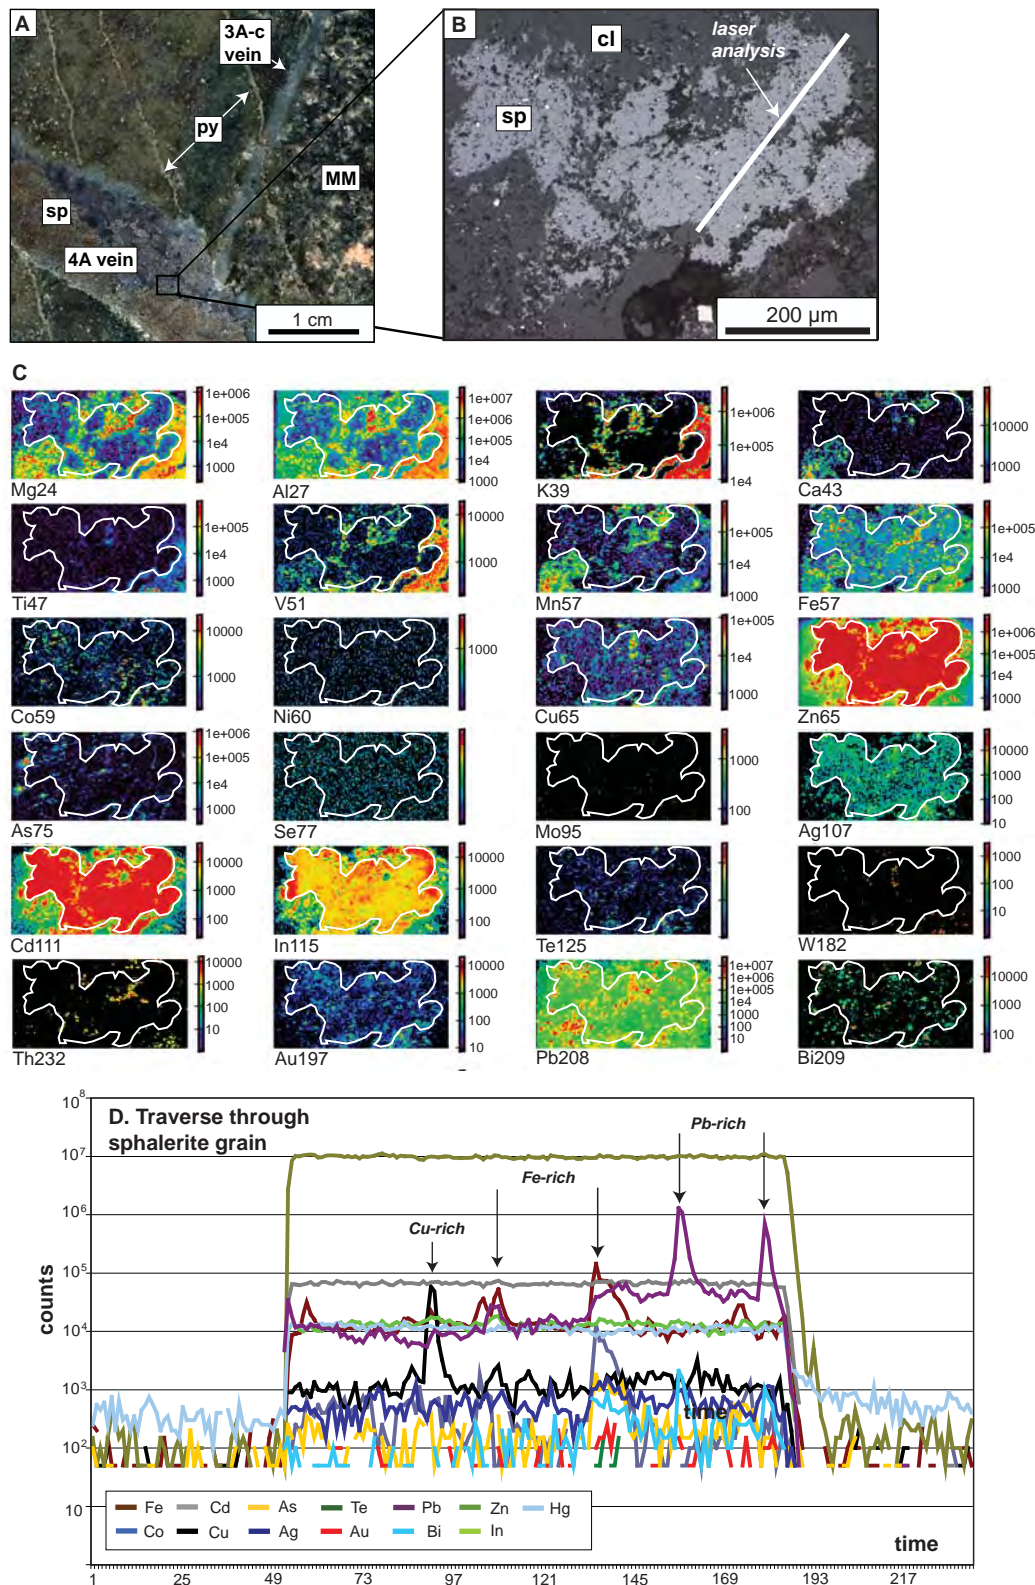 A
3A-c
vein
py
MM
sp
4A vein
1 cm
B
cl
laser
analysis
sp
200 µm
C
1e+006
1e+005
1e4
1000
Mg24
1e+07
1e+006
1e+005
1e4
1000
Al27
1e+006
1e+005
1e4
K39
10000
1000
Ca43
1e+005
1e4
1000
Ti47
10000
1000
V51
1e+005
1e4
1000
Mn57
1e+005
1e4
1000
Fe57
10000
1000
Co59
1000
Ni60
1e+005
1e4
1000
Cu65
1e+006
1e+005
1e4
1000
Zn65
1e+006
1e+005
1e4
1000
As75
Se77
1000
100
Mo95
10000
1000
100
10
Ag107
10000
1000
100
Cd111
10000
1000
100
In115
Te125
1000
10
W182
10000
1000
100
10
Th232
10000
1000
100
10
Au197
1e+07
1e+006
1e+005
1e4
1000
100
Pb208
10000
1000
100
Bi209
D. Traverse through
sphalerite grain
Pb-rich
Fe-rich
Cu-rich
10⁸
10⁷
10⁶
10⁵
10⁴
10³
10²
10
counts
time
Fe Cd As Te Pb Zn Hg
Co Cu Ag Au Bi In
time
1 25 49 73 97 121 145 169 193 217